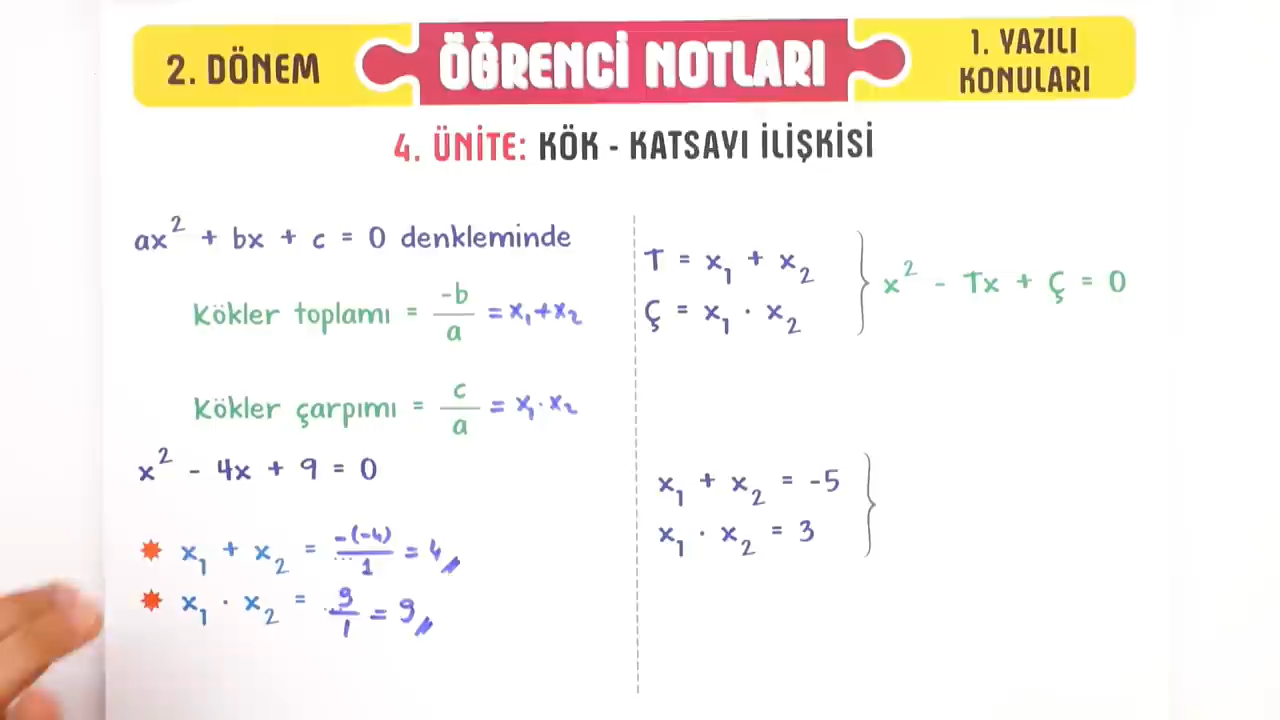 2. DÖNEM
ÖĞRENCİ NOTLARI
1. YAZILI
KONULARI
4. ÜNİTE: KÖK - KATSAYI İLİŞKİSİ
ax² + bx + c = 0 denkleminde
Kökler toplamı = -b/a = x₁+x₂
Kökler çarpımı = c/a = x₁·x₂
x² - 4x + 9 = 0
x₁ + x₂ = -(-4)/1 = 4
x₁ · x₂ = 9/1 = 9
T = x₁ + x₂
Ç = x₁ · x₂
x² - Tx + Ç = 0
x₁ + x₂ = -5
x₁ · x₂ = 3